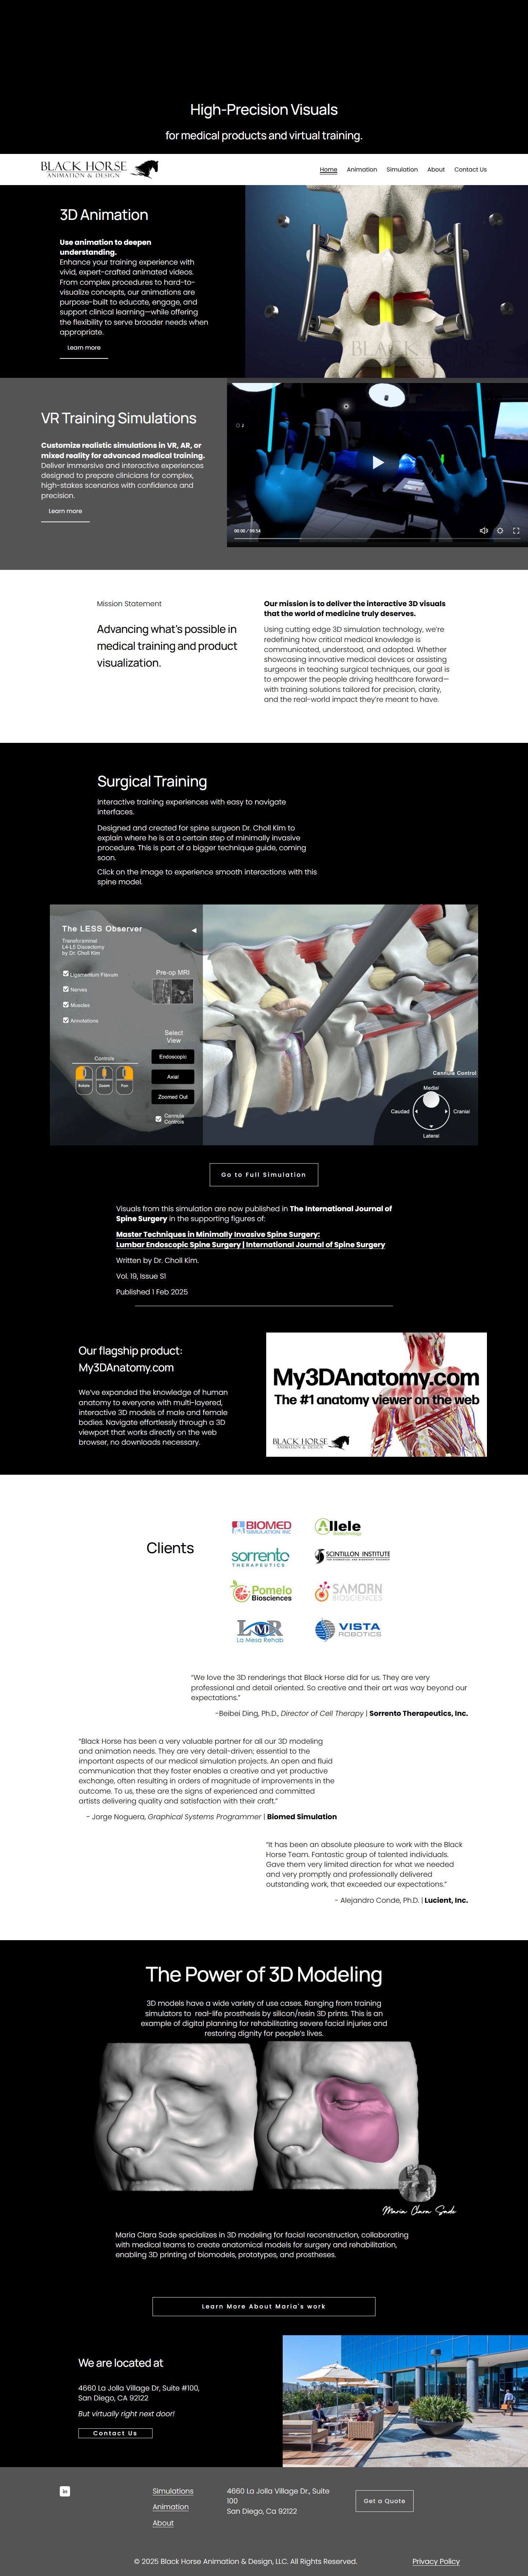 High-Precision Visuals
for medical products and virtual training.
BLACK HORSE
ANIMATION & DESIGN
Home
Animation
Simulation
About
Contact Us
3D Animation
Use animation to deepen
understanding.
Enhance your training experience with
vivid, expert-crafted animated videos.
From complex procedures to hard-to-
visualize concepts, our animations are
purpose-built to educate, engage, and
support clinical learning—while offering
the flexibility to serve broader needs when
appropriate.
Learn more
VR Training Simulations
Customize realistic simulations in VR, AR, or
mixed reality for advanced medical training.
Deliver immersive and interactive experiences
designed to prepare clinicians for complex,
high-stakes scenarios with confidence and
precision.
Learn more
00:00 / 00:54
Mission Statement
Advancing what's possible in
medical training and product
visualization.
Our mission is to deliver the interactive 3D visuals
that the world of medicine truly deserves.
Using cutting edge 3D simulation technology, we're
redefining how critical medical knowledge is
communicated, understood, and adopted. Whether
showcasing innovative medical devices or assisting
surgeons in teaching surgical techniques, our goal is
to empower the people driving healthcare forward—
with training solutions tailored for precision, clarity,
and the real-world impact they're meant to have.
Surgical Training
Interactive training experiences with easy to navigate
interfaces.
Designed and created for spine surgeon Dr. Choll Kim to
explain where he is at a certain step of minimally invasive
procedure. This is part of a bigger technique guide, coming
soon.
Click on the image to experience smooth interactions with this
spine model.
The LESS Observer
Transforaminal
L4-L5 Discectomy
by Dr. Choll Kim
Ligamentum Flavum
Nerves
Muscles
Annotations
Pre-op MRI
Select
View
Endoscopic
Axial
Zoomed Out
Cannula
Controls
Controls
Rotate
Zoom
Pan
Cannula Control
Medial
Caudad
Cranial
Lateral
Go to Full Simulation
Visuals from this simulation are now published in The International Journal of
Spine Surgery in the supporting figures of:
Master Techniques in Minimally Invasive Spine Surgery:
Lumbar Endoscopic Spine Surgery | International Journal of Spine Surgery
Written by Dr. Choll Kim.
Vol. 19, Issue S1
Published 1 Feb 2025
Our flagship product:
My3DAnatomy.com
We've expanded the knowledge of human
anatomy to everyone with multi-layered,
interactive 3D models of male and female
bodies. Navigate effortlessly through a 3D
viewport that works directly on the web
browser, no downloads necessary.
My3DAnatomy.com
The #1 anatomy viewer on the web
BLACK HORSE
ANIMATION & DESIGN
Clients
BIOMED
SIMULATION INC
Allele
Biotechnology
sorrento
THERAPEUTICS
SCINTILLON INSTITUTE
Pomelo
Biosciences
SAMORN
BIOSCIENCES
LMR
La Mesa Rehab
VISTA
ROBOTICS
"We love the 3D renderings that Black Horse did for us. They are very
professional and detail oriented. So creative and their art was way beyond our
expectations."
-Beibei Ding, Ph.D., Director of Cell Therapy | Sorrento Therapeutics, Inc.
"Black Horse has been a very valuable partner for all our 3D modeling
and animation needs. They are very detail-driven; essential to the
important aspects of our medical simulation projects. An open and fluid
communication that they foster enables a creative and yet productive
exchange, often resulting in orders of magnitude of improvements in the
outcome. To us, these are the signs of experienced and committed
artists delivering quality and satisfaction with their craft."
- Jorge Noguera, Graphical Systems Programmer | Biomed Simulation
"It has been an absolute pleasure to work with the Black
Horse Team. Fantastic group of talented individuals.
Gave them very limited direction for what we needed
and very promptly and professionally delivered
outstanding work, that exceeded our expectations."
- Alejandro Conde, Ph.D. | Lucient, Inc.
The Power of 3D Modeling
3D models have a wide variety of use cases. Ranging from training
simulators to real-life prosthesis by silicon/resin 3D prints. This is an
example of digital planning for rehabilitating severe facial injuries and
restoring dignity for people's lives.
Maria Clara Sade
Maria Clara Sade specializes in 3D modeling for facial reconstruction, collaborating
with medical teams to create anatomical models for surgery and rehabilitation,
enabling 3D printing of biomodels, prototypes, and prostheses.
Learn More About Maria's work
We are located at
4660 La Jolla Village Dr, Suite #100,
San Diego, CA 92122
But virtually right next door!
Contact Us
in
Simulations
Animation
About
4660 La Jolla Village Dr., Suite
100
San Diego, Ca 92122
Get a Quote
© 2025 Black Horse Animation & Design, LLC. All Rights Reserved.
Privacy Policy